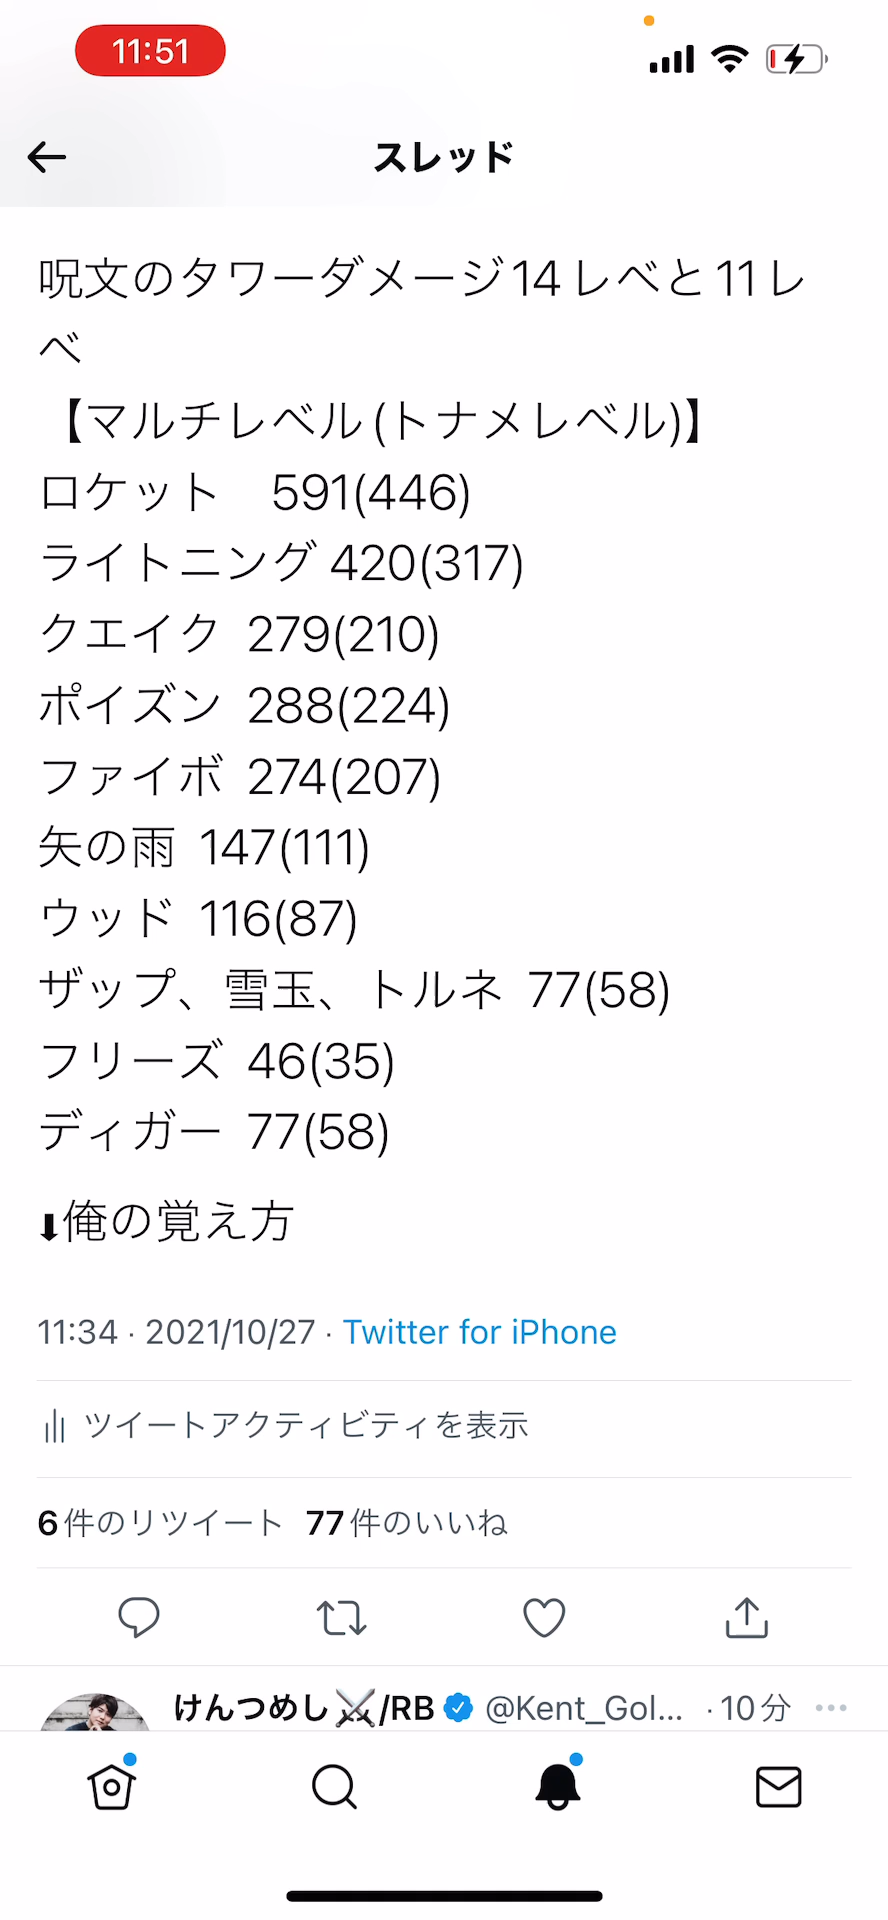 11:51
スレッド
呪文のタワーダメージ14レベと11レ
ベ
【マルチレベル(トナメレベル)】
ロケット　591(446)
ライトニング 420(317)
クエイク 279(210)
ポイズン 288(224)
ファイボ 274(207)
矢の雨 147(111)
ウッド 116(87)
ザップ、雪玉、トルネ 77(58)
フリーズ 46(35)
ディガー 77(58)
⬇俺の覚え方
11:34 · 2021/10/27 · Twitter for iPhone
ツイートアクティビティを表示
6件のリツイート 77件のいいね
けんつめし⚔/RB @Kent_Gol... · 10分